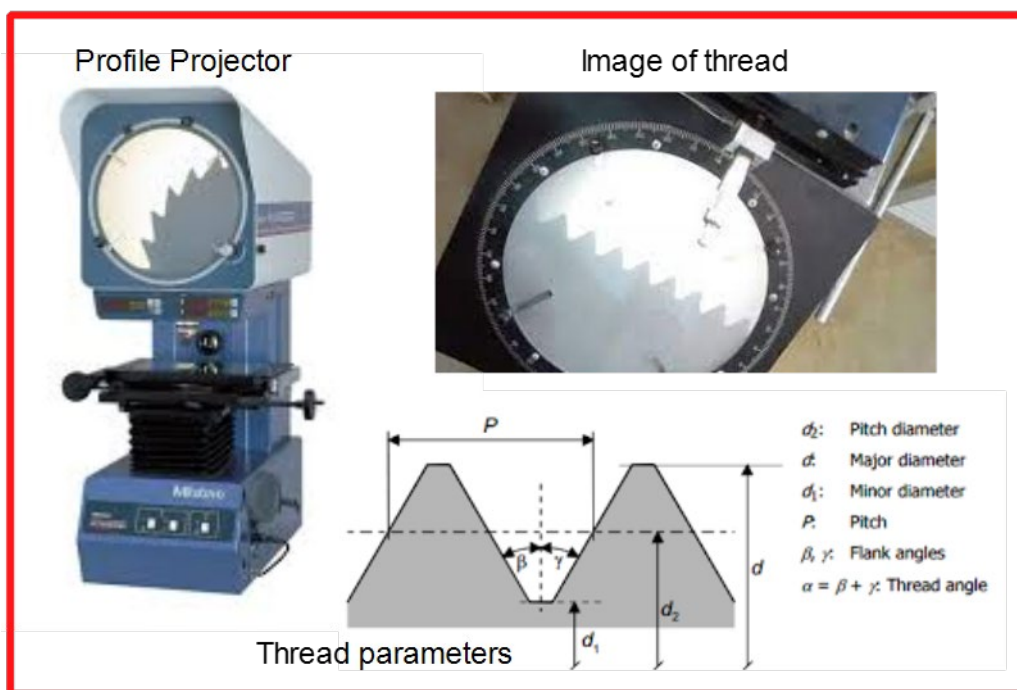 Profile Projector
Image of thread
Mitutoyo
P
β
γ
d
d₂
d₁
d₂: Pitch diameter
d: Major diameter
d₁: Minor diameter
P: Pitch
β, γ: Flank angles
α = β + γ: Thread angle
Thread parameters